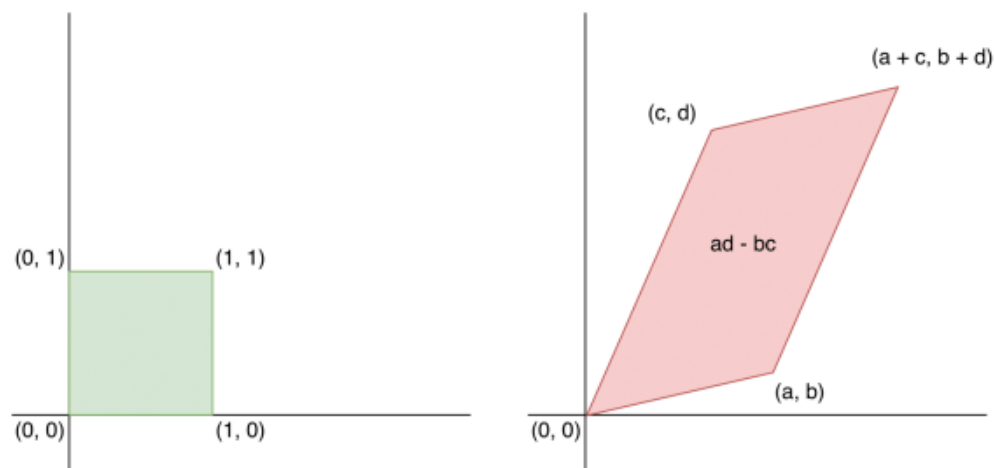 (0, 1)
(1, 1)
(0, 0)
(1, 0)
(a + c, b + d)
(c, d)
ad - bc
(a, b)
(0, 0)